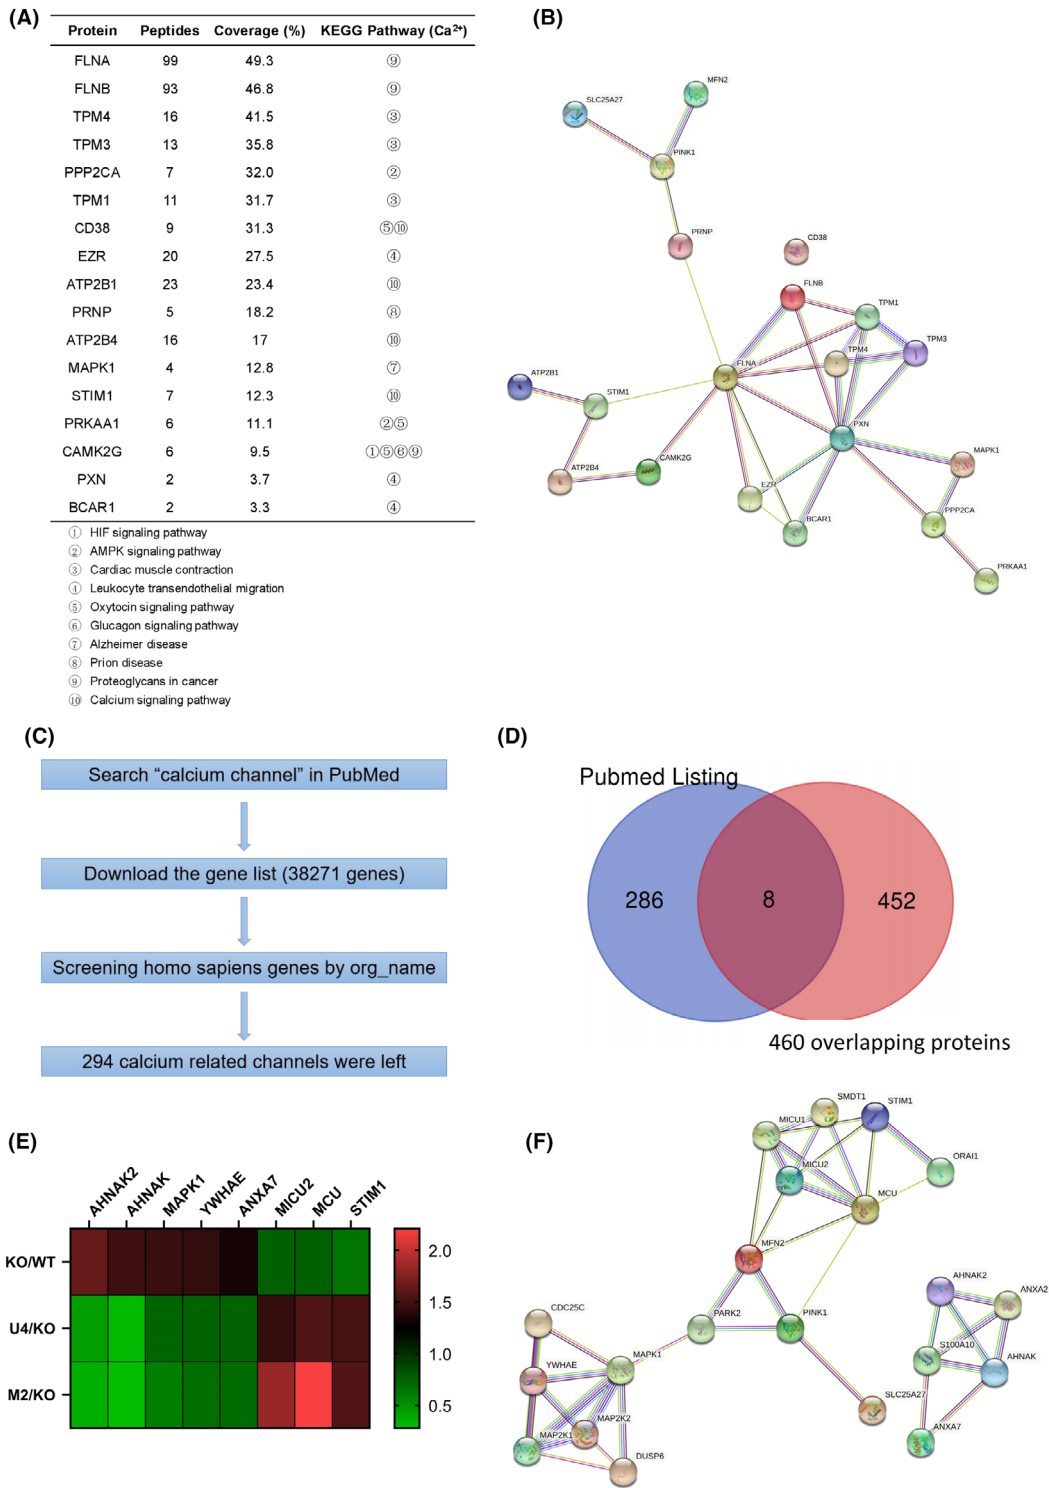 (A)
Protein Peptides Coverage (%) KEGG Pathway (Ca²⁺)
FLNA 99 49.3 ⑨
FLNB 93 46.8 ⑨
TPM4 16 41.5 ③
TPM3 13 35.8 ③
PPP2CA 7 32.0 ②
TPM1 11 31.7 ③
CD38 9 31.3 ⑤⑩
EZR 20 27.5 ④
ATP2B1 23 23.4 ⑩
PRNP 5 18.2 ⑧
ATP2B4 16 17 ⑩
MAPK1 4 12.8 ⑦
STIM1 7 12.3 ⑩
PRKAA1 6 11.1 ②⑤
CAMK2G 6 9.5 ①⑤⑥⑨
PXN 2 3.7 ④
BCAR1 2 3.3 ④
① HIF signaling pathway
② AMPK signaling pathway
③ Cardiac muscle contraction
④ Leukocyte transendothelial migration
⑤ Oxytocin signaling pathway
⑥ Glucagon signaling pathway
⑦ Alzheimer disease
⑧ Prion disease
⑨ Proteoglycans in cancer
⑩ Calcium signaling pathway
(B)
MFN2
SLC25A27
PINK1
PRNP
CD38
FLNB
TPM1
TPM3
TPM4
FLNA
ATP2B1
STIM1
PXN
MAPK1
CAMK2G
ATP2B4
EZR
BCAR1
PPP2CA
PRKAA1
(C)
Search “calcium channel” in PubMed
Download the gene list (38271 genes)
Screening homo sapiens genes by org_name
294 calcium related channels were left
(D)
Pubmed Listing
286 8 452
460 overlapping proteins
(E)
AHNAK2 AHNAK MAPK1 YWHAE ANXA7 MICU2 MCU STIM1
KO/WT
U4/KO
M2/KO
2.0
1.5
1.0
0.5
(F)
SMDT1
STIM1
MICU1
ORAI1
MICU2
MCU
MFN2
AHNAK2
ANXA2
CDC25C
PARK2
PINK1
S100A10
AHNAK
MAPK1
YWHAE
SLC25A27
MAP2K2
ANXA7
MAP2K1
DUSP6